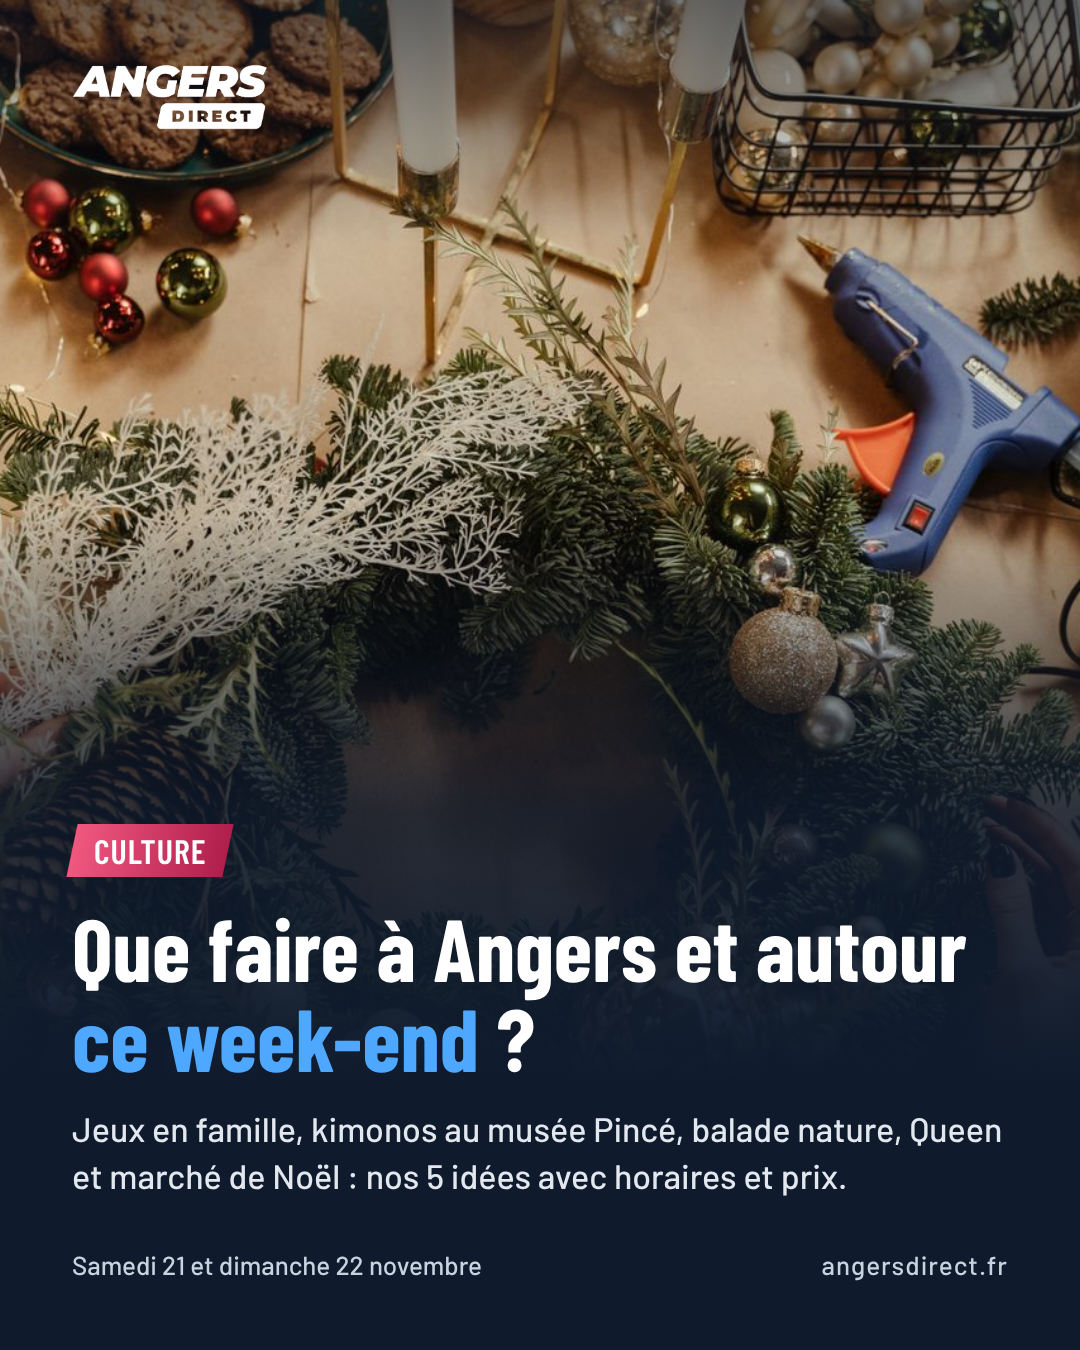 ANGERS
DIRECT
CULTURE
Que faire à Angers et autour
ce week-end ?
Jeux en famille, kimonos au musée Pincé, balade nature, Queen
et marché de Noël : nos 5 idées avec horaires et prix.
Samedi 21 et dimanche 22 novembre
angersdirect.fr